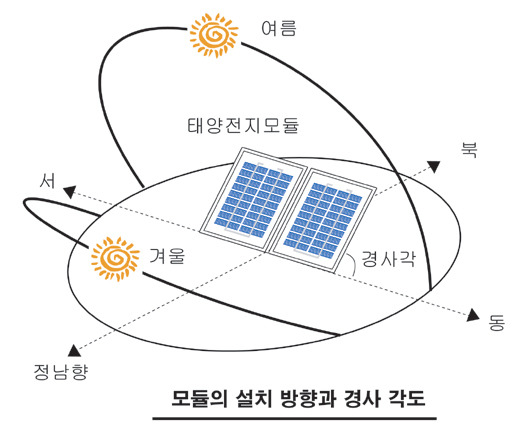 여름
태양전지모듈
북
서
겨울
경사각
동
정남향
모듈의 설치 방향과 경사 각도